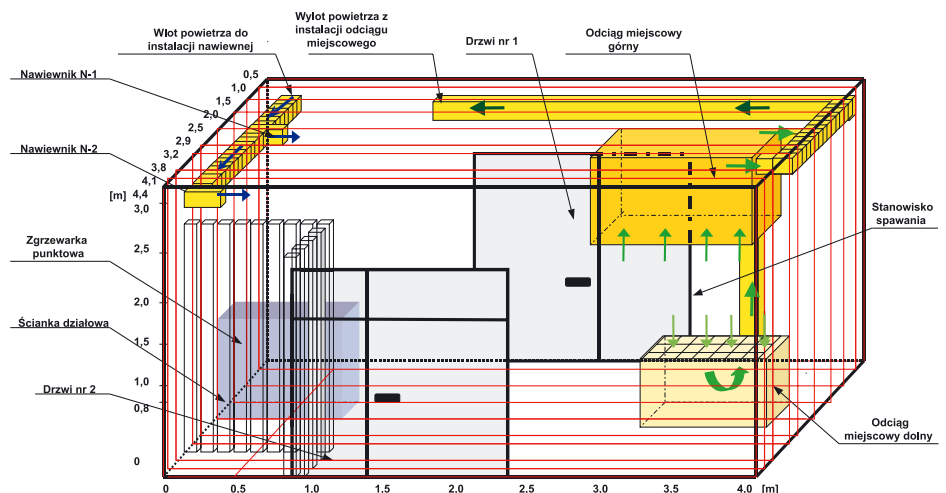 Wlot powietrza do
instalacji nawiewnej
Wylot powietrza z
instalacji odciągu
miejscowego
Drzwi nr 1
Odciąg miejscowy
górny
Nawiewnik N-1
Nawiewnik N-2
0,5
1,0
1,5
2,0
2,5
2,9
3,2
3,8
4,1
[m] 4,4
3,0
2,5
2,0
1,5
1,0
0,8
0
Zgrzewarka
punktowa
Ścianka działowa
Drzwi nr 2
Stanowisko
spawania
Odciąg
miejscowy dolny
0 0.5 1.0 1.5 2.0 2.5 3.0 3.5 4.0 [m]